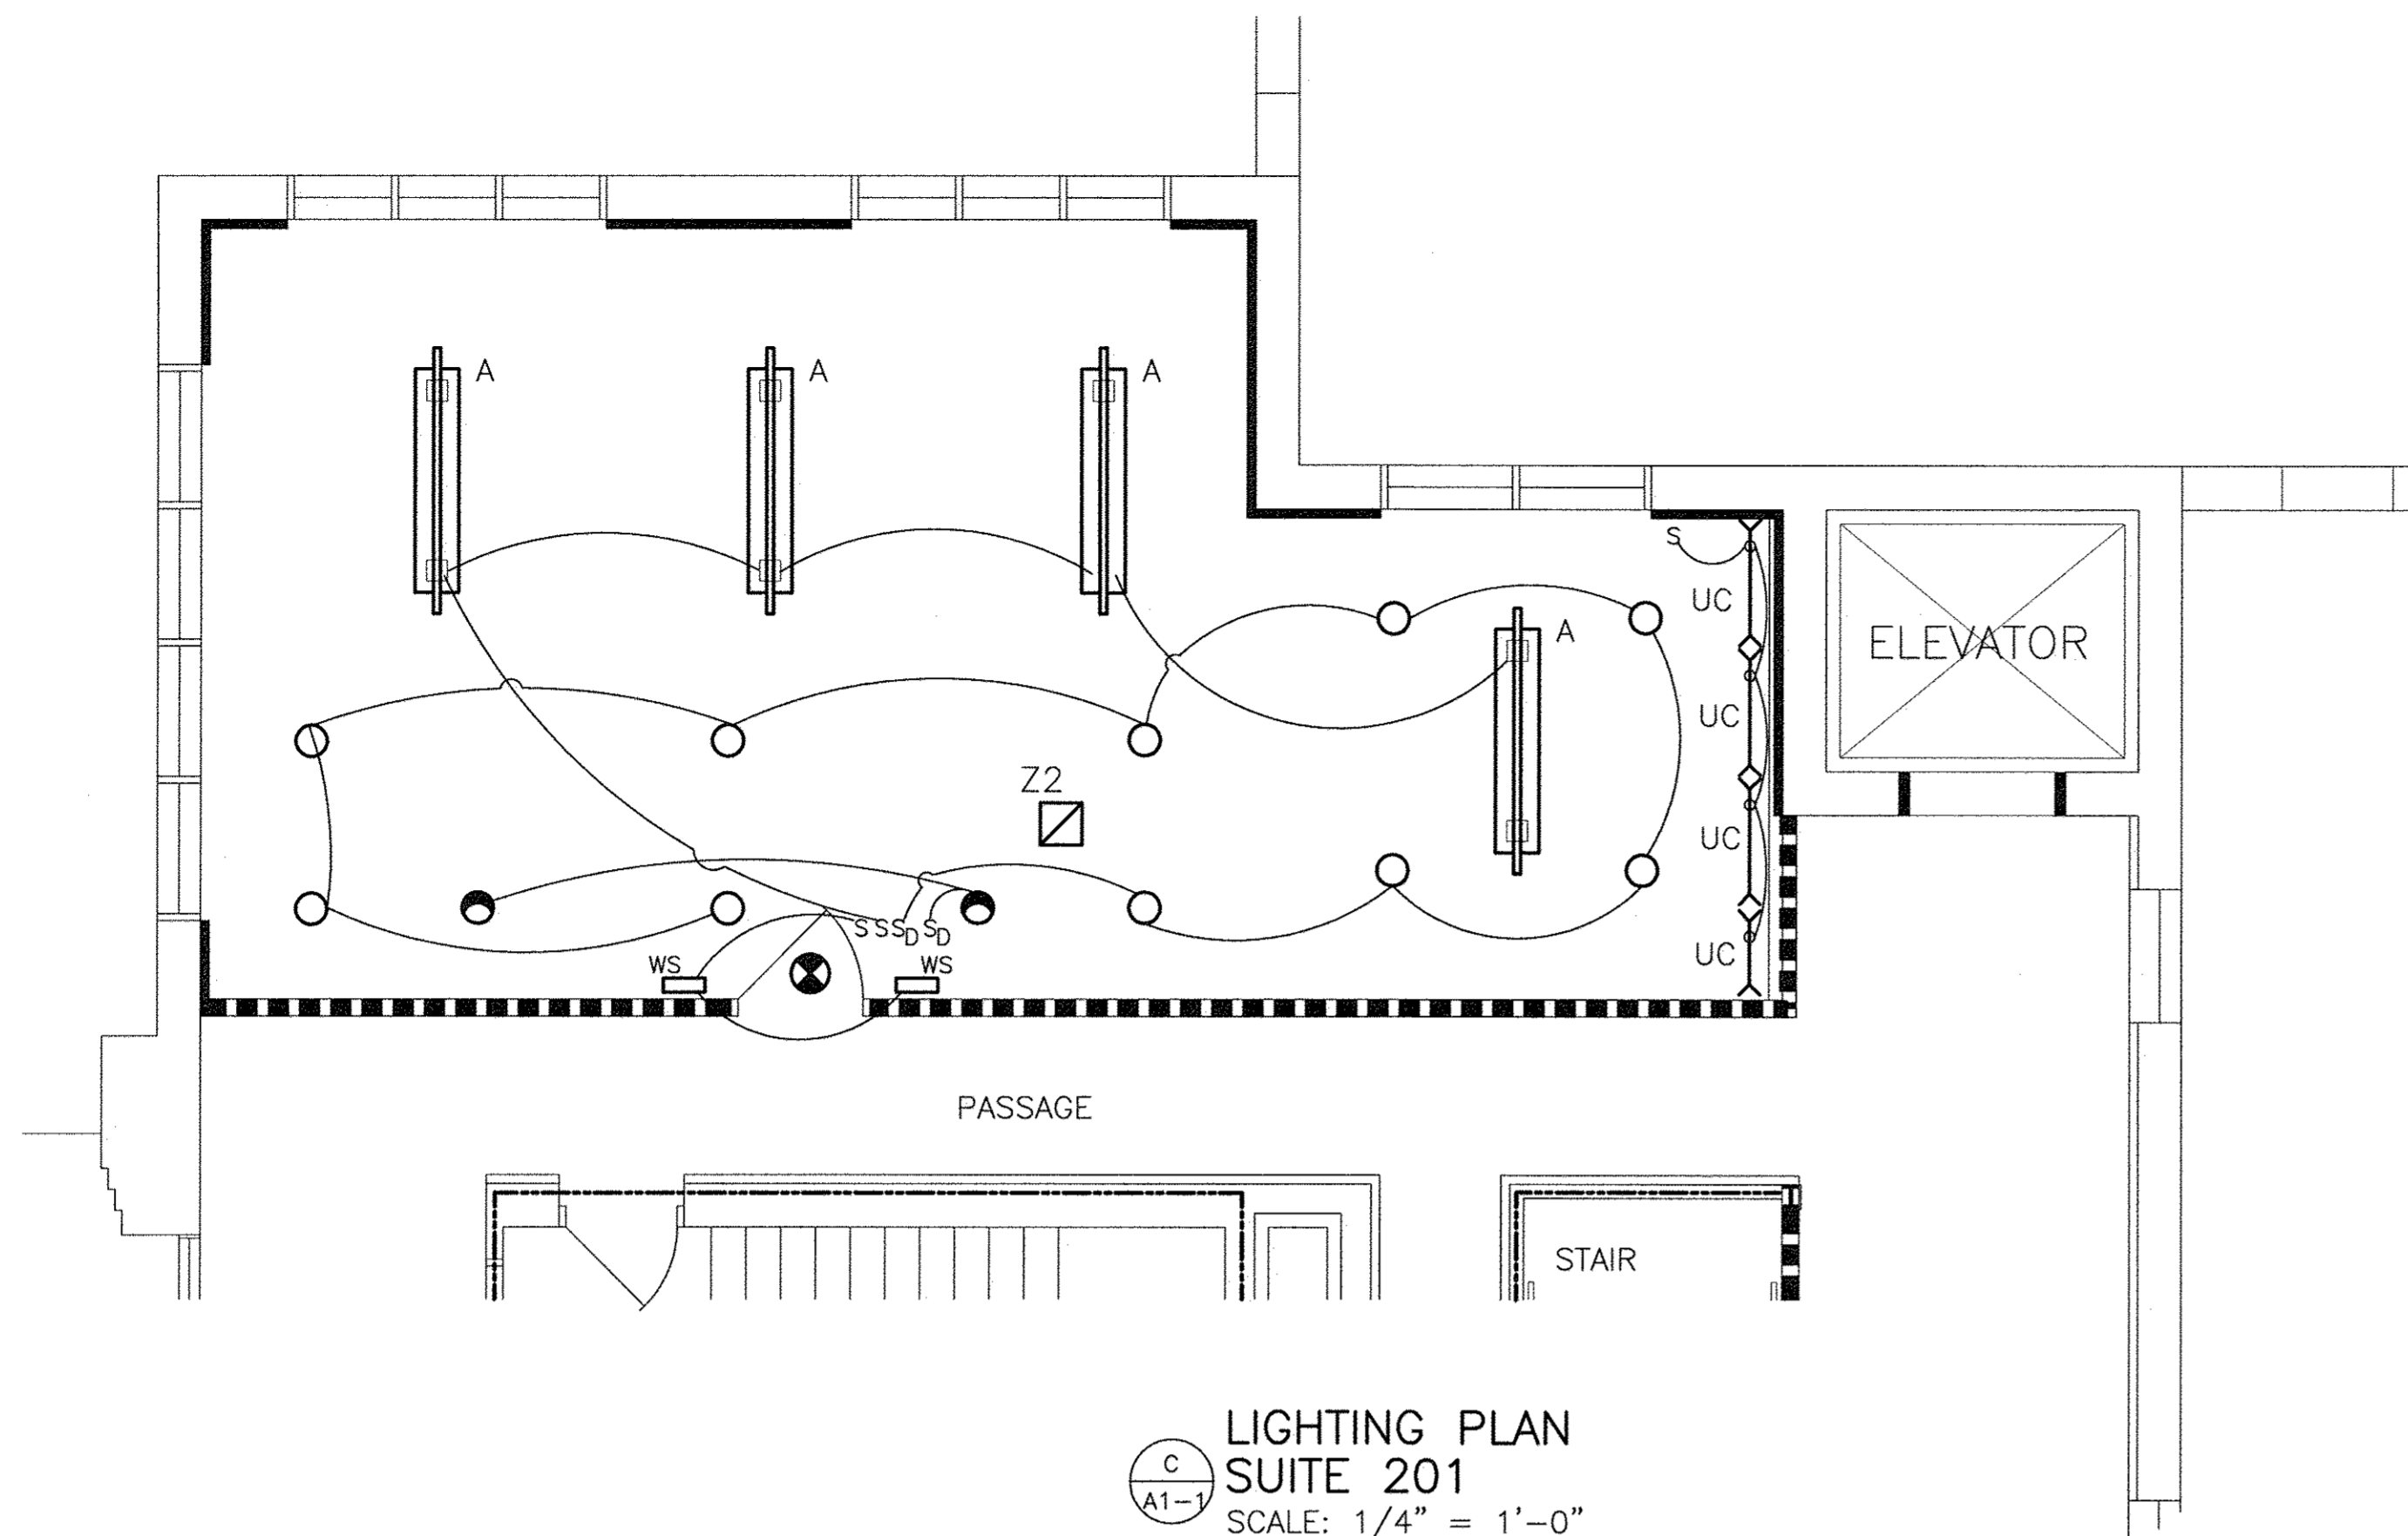 A
A
A
S
UC
A
ELEVATOR
UC
Z2
UC
S S SD SD
WS
WS
UC
PASSAGE
STAIR
LIGHTING PLAN
C
SUITE 201
A1-1
SCALE: 1/4" = 1'-0"